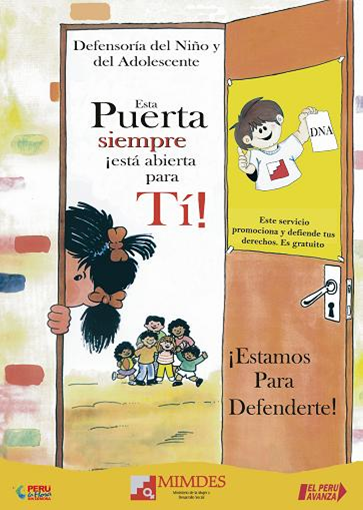 Defensoría del Niño y
del Adolescente
Esta
Puerta
siempre
¡está abierta
para
Tí!
DNA
Este servicio
promociona y defiende tus
derechos. Es gratuito
¡Estamos
Para
Defenderte!
PERU
MIMDES
Ministerio de la Mujer y
Desarrollo Social
EL PERU
AVANZA